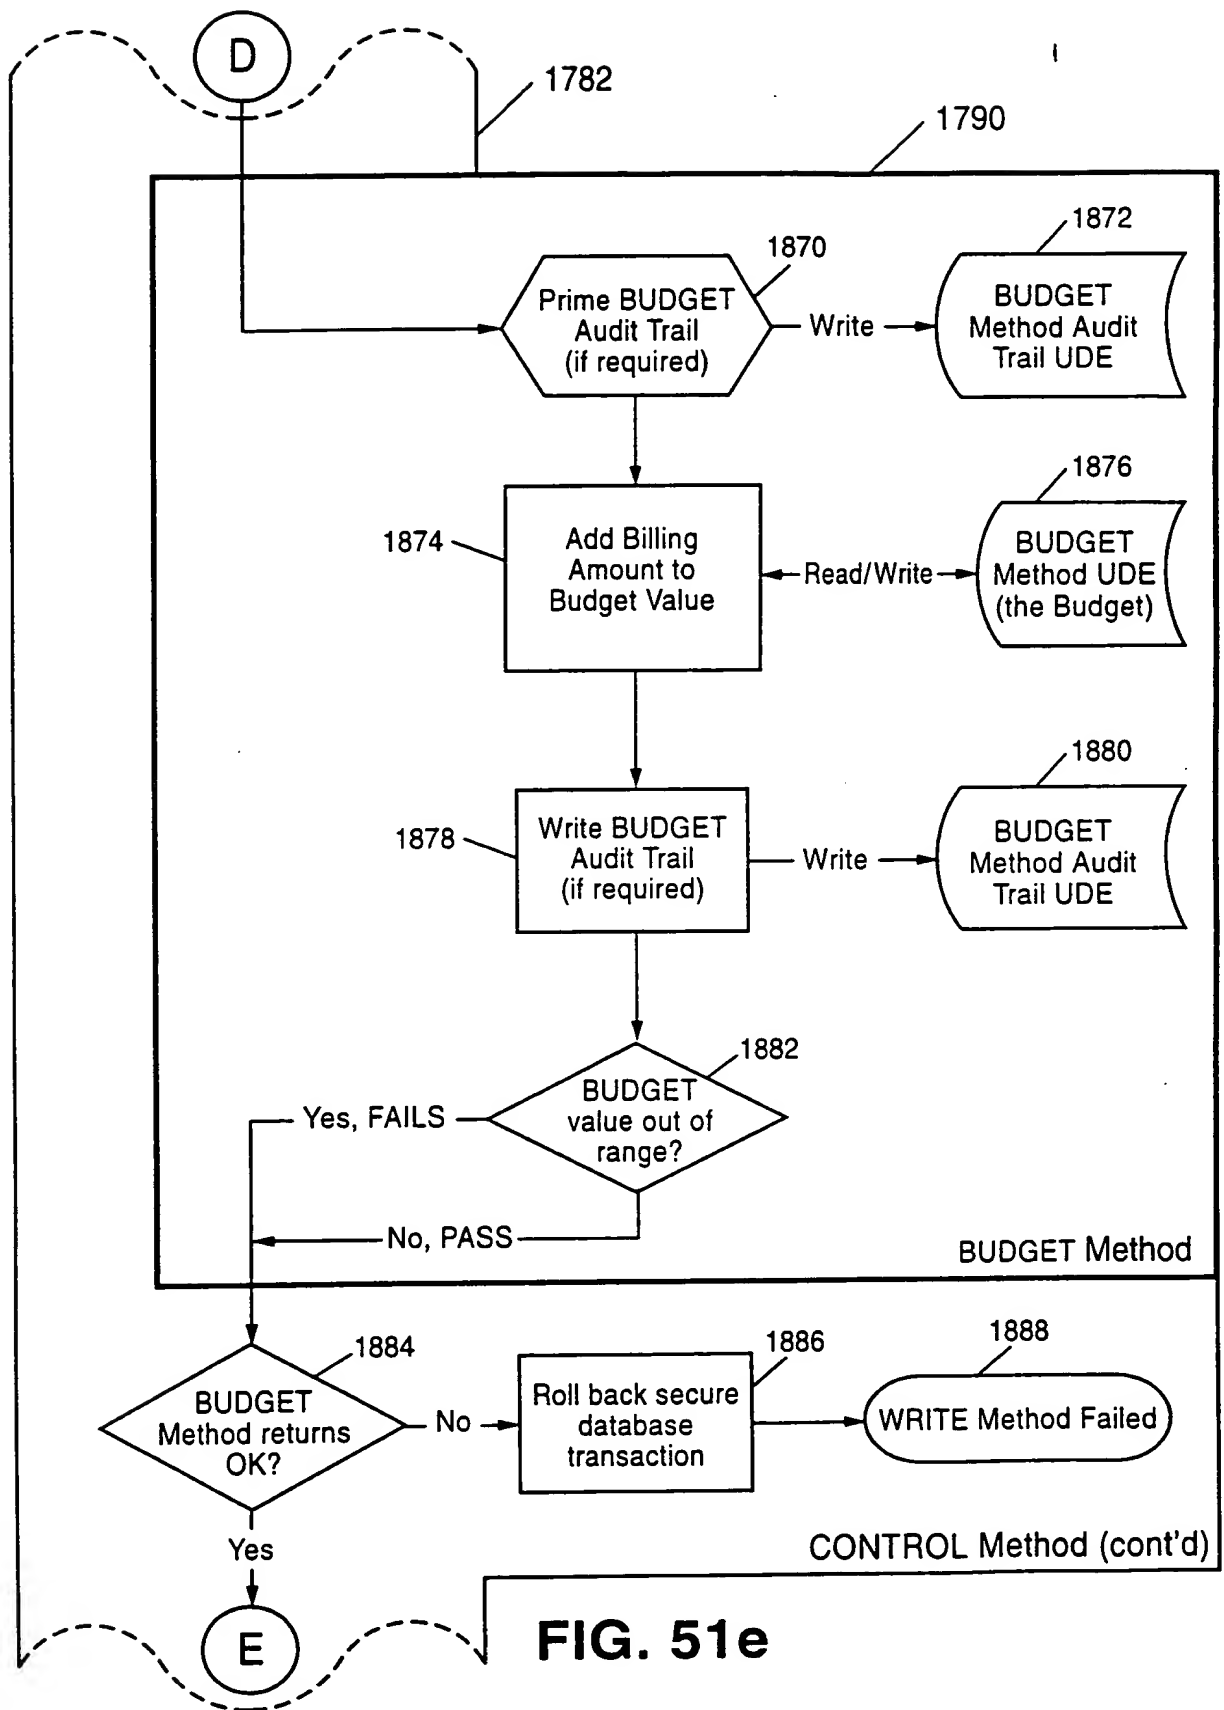 D
1782
1790
1870
Prime BUDGET
Audit Trail
(if required)
Write
1872
BUDGET
Method Audit
Trail UDE
1874
Add Billing
Amount to
Budget Value
Read/Write
1876
BUDGET
Method UDE
(the Budget)
1878
Write BUDGET
Audit Trail
(if required)
Write
1880
BUDGET
Method Audit
Trail UDE
1882
BUDGET
value out of
range?
Yes, FAILS
No, PASS
BUDGET Method
1884
BUDGET
Method returns
OK?
No
1886
Roll back secure
database
transaction
1888
WRITE Method Failed
Yes
CONTROL Method (cont'd)
E
FIG. 51e